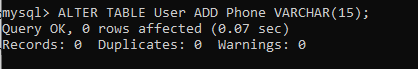 mysql> ALTER TABLE User ADD Phone VARCHAR(15);
Query OK, 0 rows affected (0.07 sec)
Records: 0  Duplicates: 0  Warnings: 0